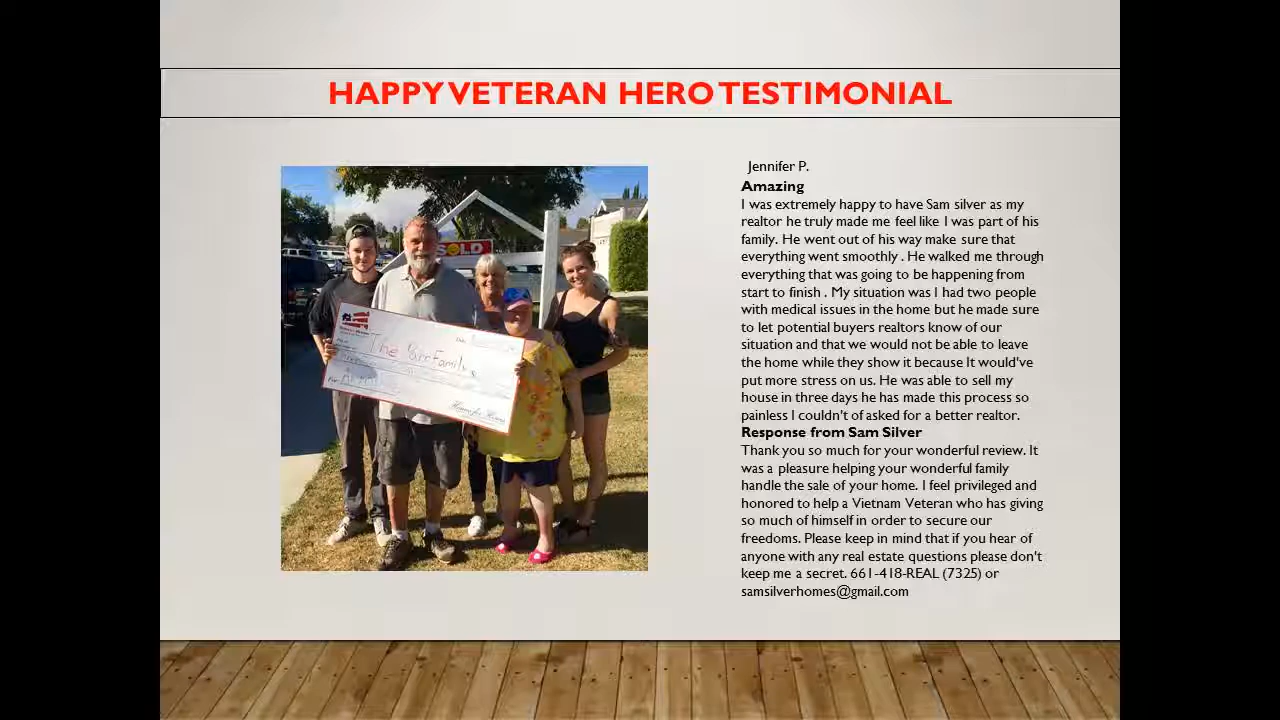 HAPPY VETERAN HERO TESTIMONIAL
SOLD
The Parr Family
Homes for Heroes
Jennifer P.
Amazing
I was extremely happy to have Sam silver as my
realtor he truly made me feel like I was part of his
family. He went out of his way make sure that
everything went smoothly . He walked me through
everything that was going to be happening from
start to finish . My situation was I had two people
with medical issues in the home but he made sure
to let potential buyers realtors know of our
situation and that we would not be able to leave
the home while they show it because It would've
put more stress on us. He was able to sell my
house in three days he has made this process so
painless I couldn't of asked for a better realtor.
Response from Sam Silver
Thank you so much for your wonderful review. It
was a pleasure helping your wonderful family
handle the sale of your home. I feel privileged and
honored to help a Vietnam Veteran who has giving
so much of himself in order to secure our
freedoms. Please keep in mind that if you hear of
anyone with any real estate questions please don't
keep me a secret. 661-418-REAL (7325) or
samsilverhomes@gmail.com